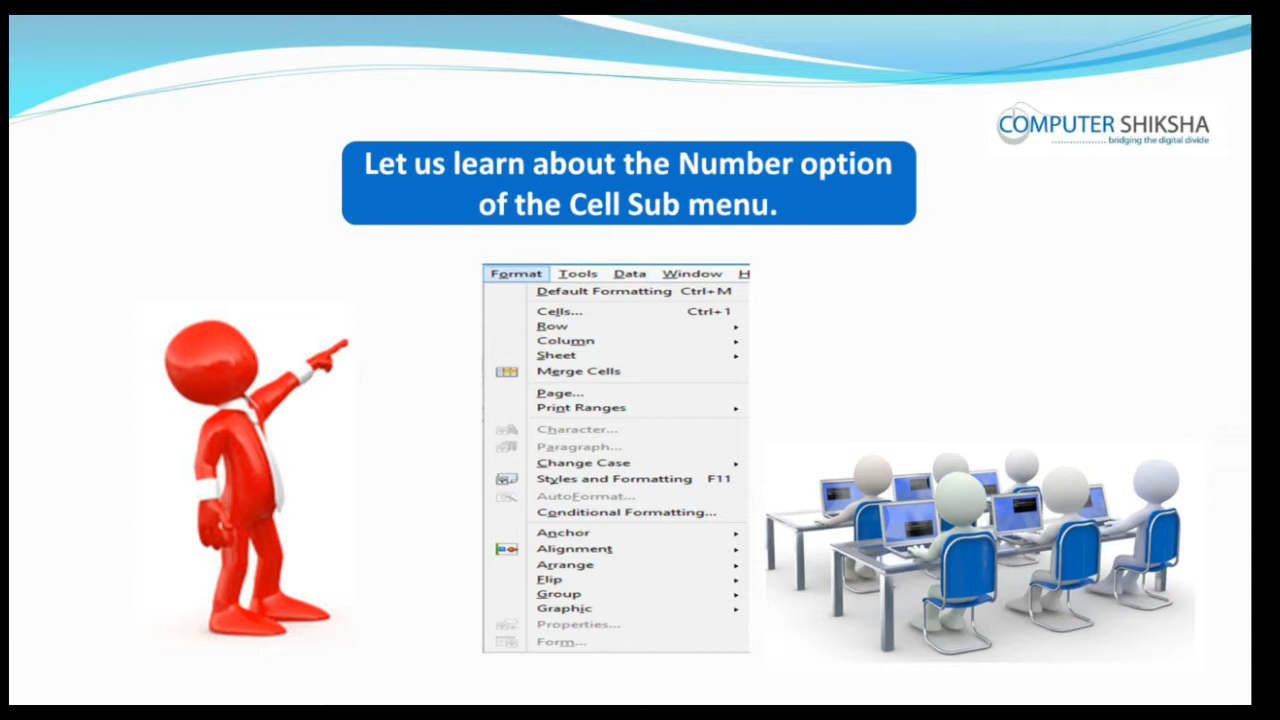 COMPUTER SHIKSHA
bridging the digital divide
Let us learn about the Number option
of the Cell Sub menu.
Format Tools Data Window H
Default Formatting Ctrl+M
Cells... Ctrl+1
Row
Column
Sheet
Merge Cells
Page...
Print Ranges
Character...
Paragraph...
Change Case
Styles and Formatting F11
AutoFormat...
Conditional Formatting...
Anchor
Alignment
Arrange
Flip
Group
Graphic
Properties...
Form...